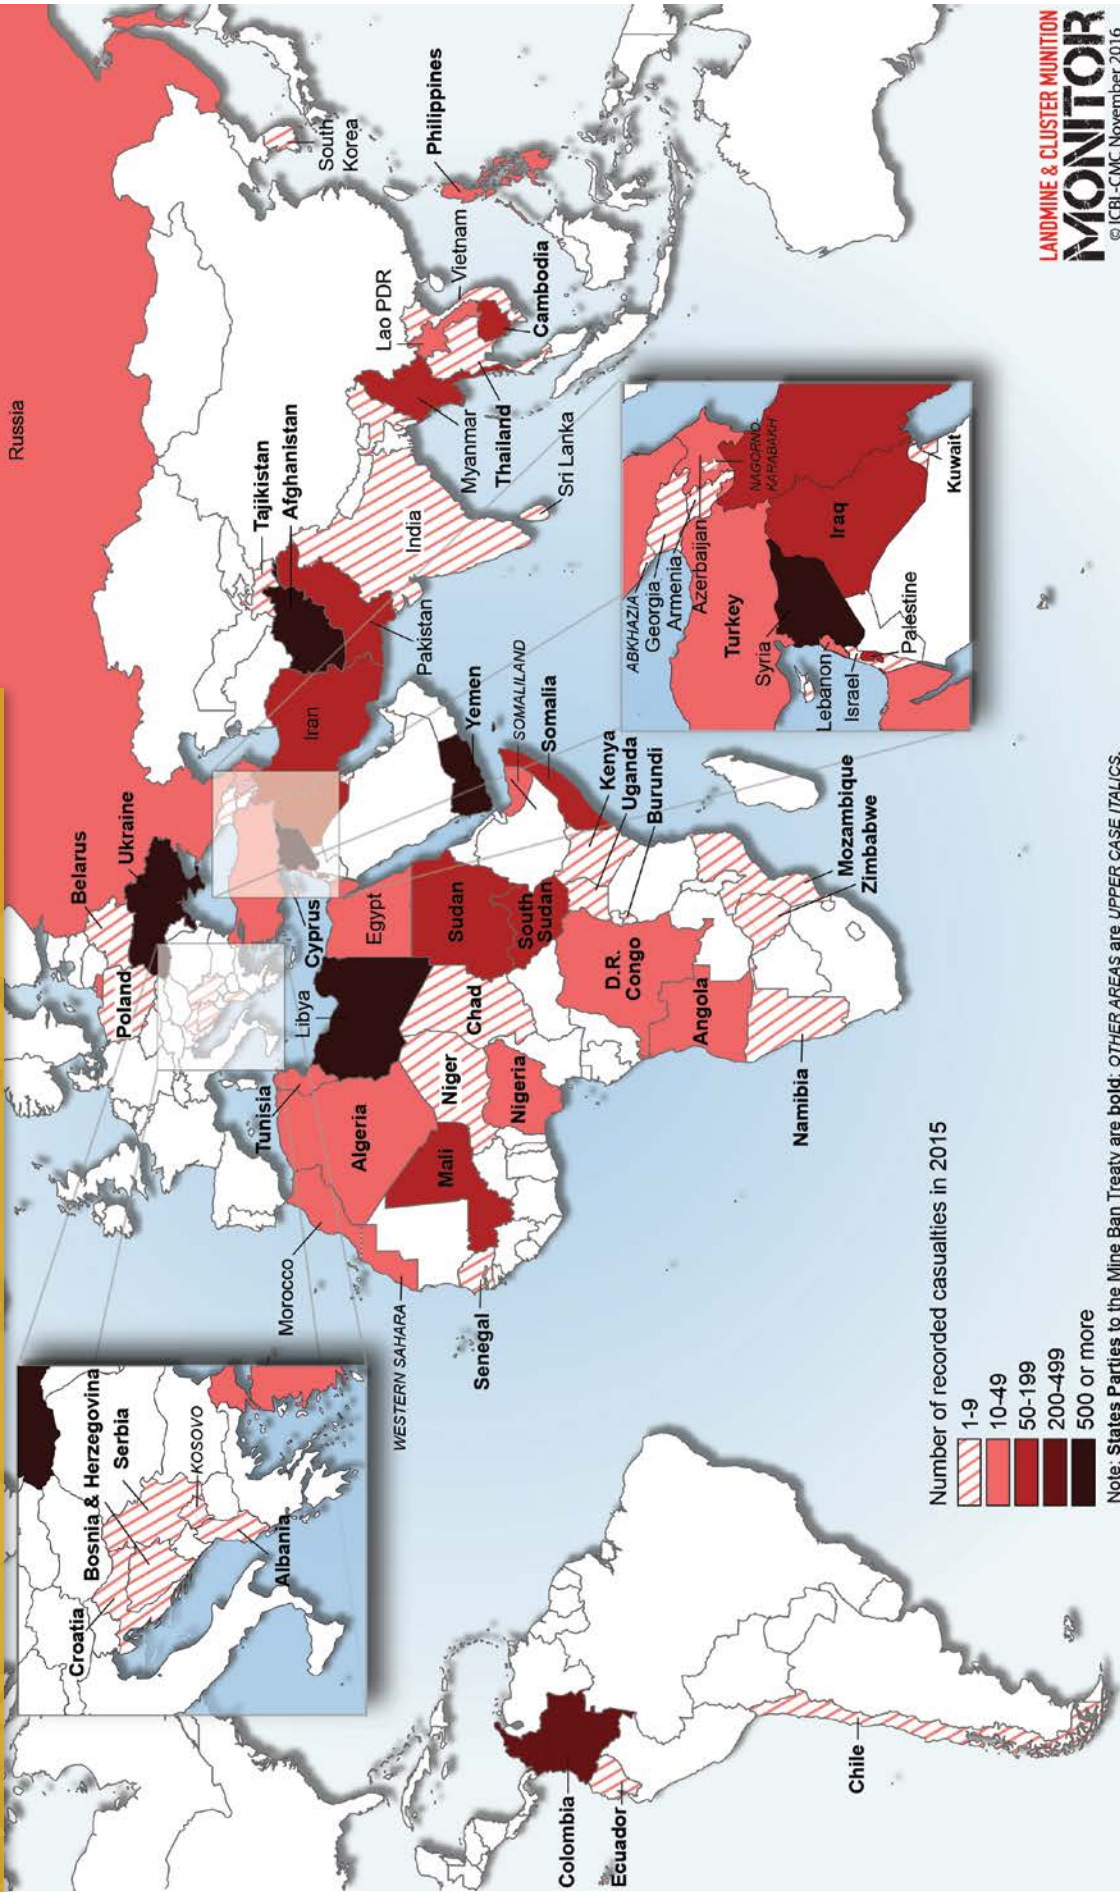 Russia
South
Korea
Philippines
Lao PDR
Vietnam
Cambodia
Myanmar
Thailand
Sri Lanka
India
Tajikistan
Afghanistan
Pakistan
Iran
Yemen
SOMALILAND
Somalia
Kenya
Uganda
Burundi
Mozambique
Zimbabwe
Belarus
Ukraine
Poland
Cyprus
Egypt
Libya
Sudan
South
Sudan
Chad
D.R.
Congo
Angola
Namibia
Tunisia
Algeria
Niger
Nigeria
Mali
Morocco
WESTERN SAHARA
Senegal
Croatia
Bosnia & Herzegovina
Serbia
KOSOVO
Albania
ABKHAZIA
Georgia
Armenia
Azerbaijan
NAGORNO-
KARABAKH
Turkey
Syria
Iraq
Lebanon
Israel
Palestine
Kuwait
Colombia
Ecuador
Chile
Number of recorded casualties in 2015
1-9
10-49
50-199
200-499
500 or more
Note: States Parties to the Mine Ban Treaty are bold; OTHER AREAS are UPPER CASE ITALICS.
LANDMINE & CLUSTER MUNITION
MONITOR
© ICBL-CMC November 2016